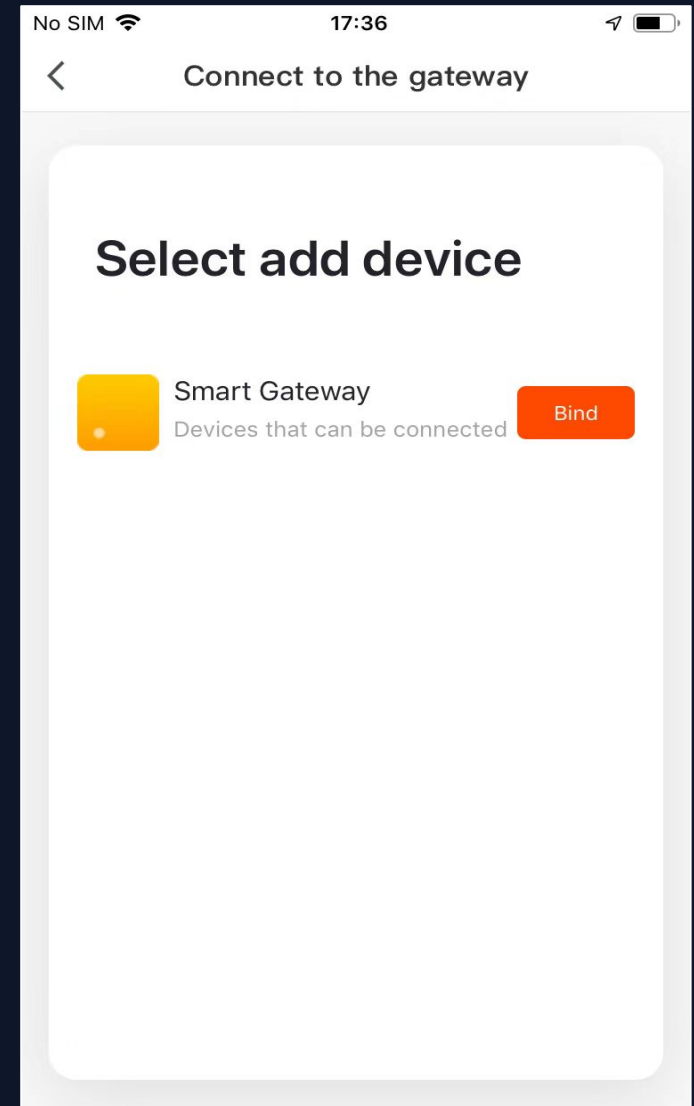 No SIM 17:36
Connect to the gateway
Select add device
Smart Gateway
Devices that can be connected
Bind